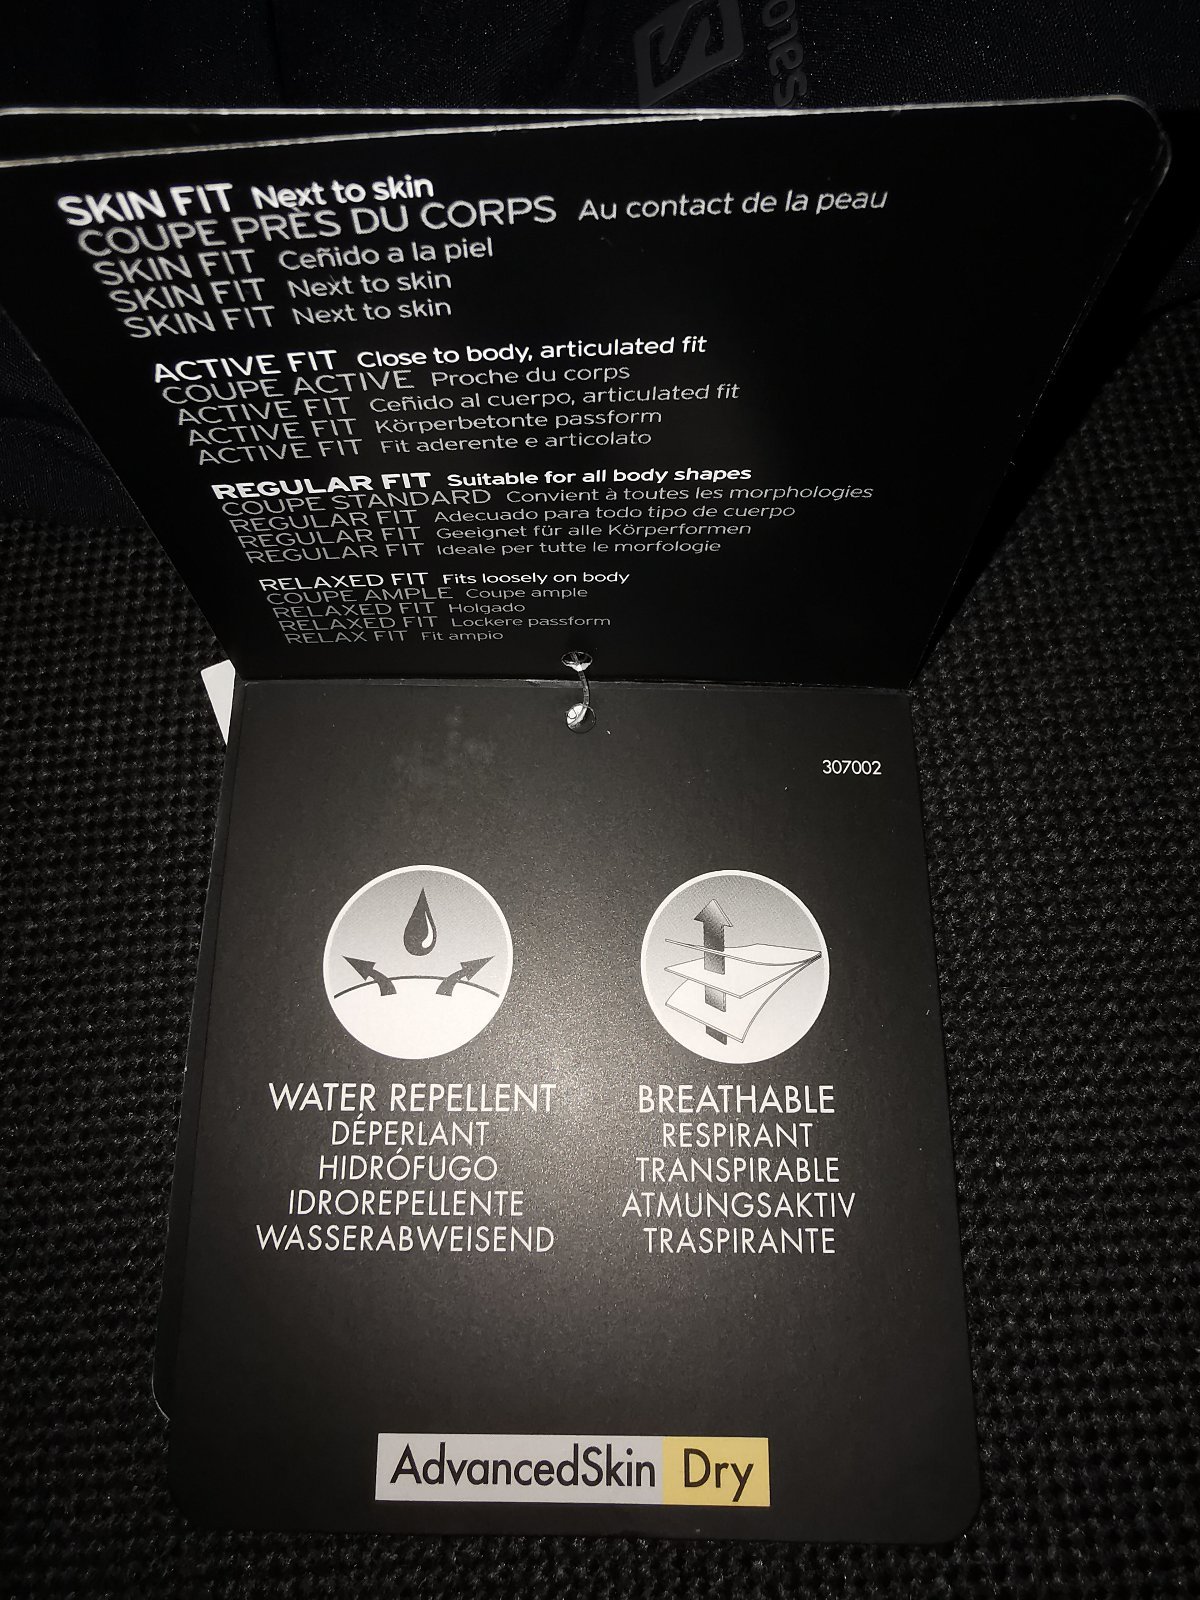 SKIN FIT Next to skin
COUPE PRÈS DU CORPS Au contact de la peau
SKIN FIT Ceñido a la piel
SKIN FIT Next to skin
SKIN FIT Next to skin
ACTIVE FIT Close to body, articulated fit
COUPE ACTIVE Proche du corps
ACTIVE FIT Ceñido al cuerpo, articulated fit
ACTIVE FIT Körperbetonte passform
ACTIVE FIT Fit aderente e articolato
REGULAR FIT Suitable for all body shapes
COUPE STANDARD Convient à toutes les morphologies
REGULAR FIT Adecuado para todo tipo de cuerpo
REGULAR FIT Geeignet für alle Körperformen
REGULAR FIT Ideale per tutte le morfologie
RELAXED FIT Fits loosely on body
COUPE AMPLE Coupe ample
RELAXED FIT Holgado
RELAXED FIT Lockere passform
RELAX FIT Fit ampio
307002
WATER REPELLENT
DÉPERLANT
HIDRÓFUGO
IDROREPELLENTE
WASSERABWEISEND
BREATHABLE
RESPIRANT
TRANSPIRABLE
ATMUNGSAKTIV
TRASPIRANTE
AdvancedSkin Dry